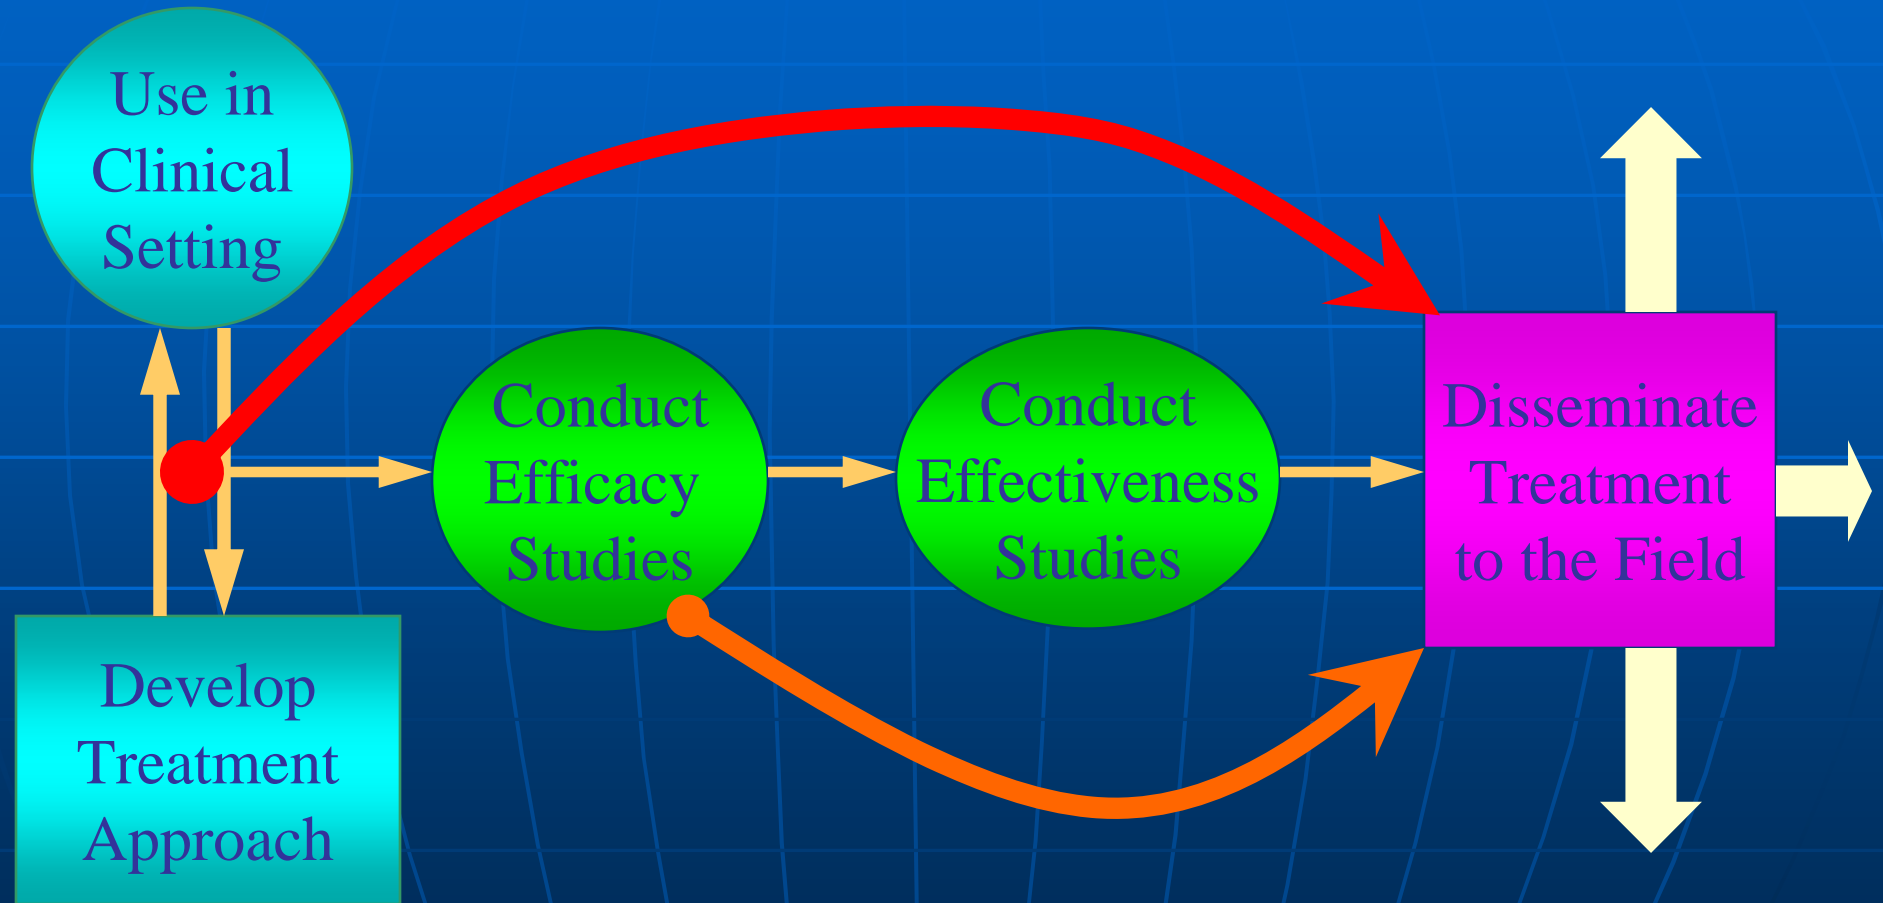 Use in
Clinical
Setting
Conduct
Efficacy
Studies
Conduct
Effectiveness
Studies
Disseminate
Treatment
to the Field
Develop
Treatment
Approach